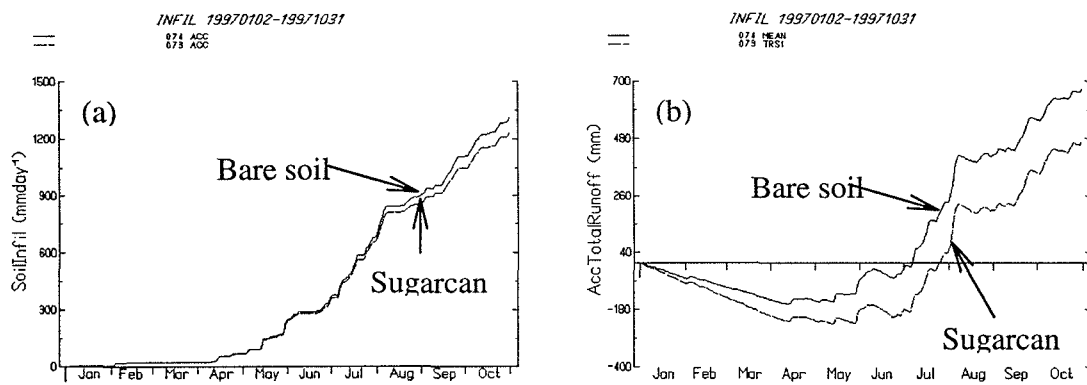 INFIL 19970102-19971031
074 ACC
073 ACC
(a)
SoilInfil (mmday⁻¹)
1500
1200
900
600
300
0
Bare soil
Sugarcan
Jan Feb Mar Apr May Jun Jul Aug Sep Oct
INFIL 19970102-19971031
074 MEAN
073 TRS1
(b)
AccTotalRunoff (mm)
700
480
260
40
-180
-400
Bare soil
Sugarcan
Jan Feb Mar Apr May Jun Jul Aug Sep Oct